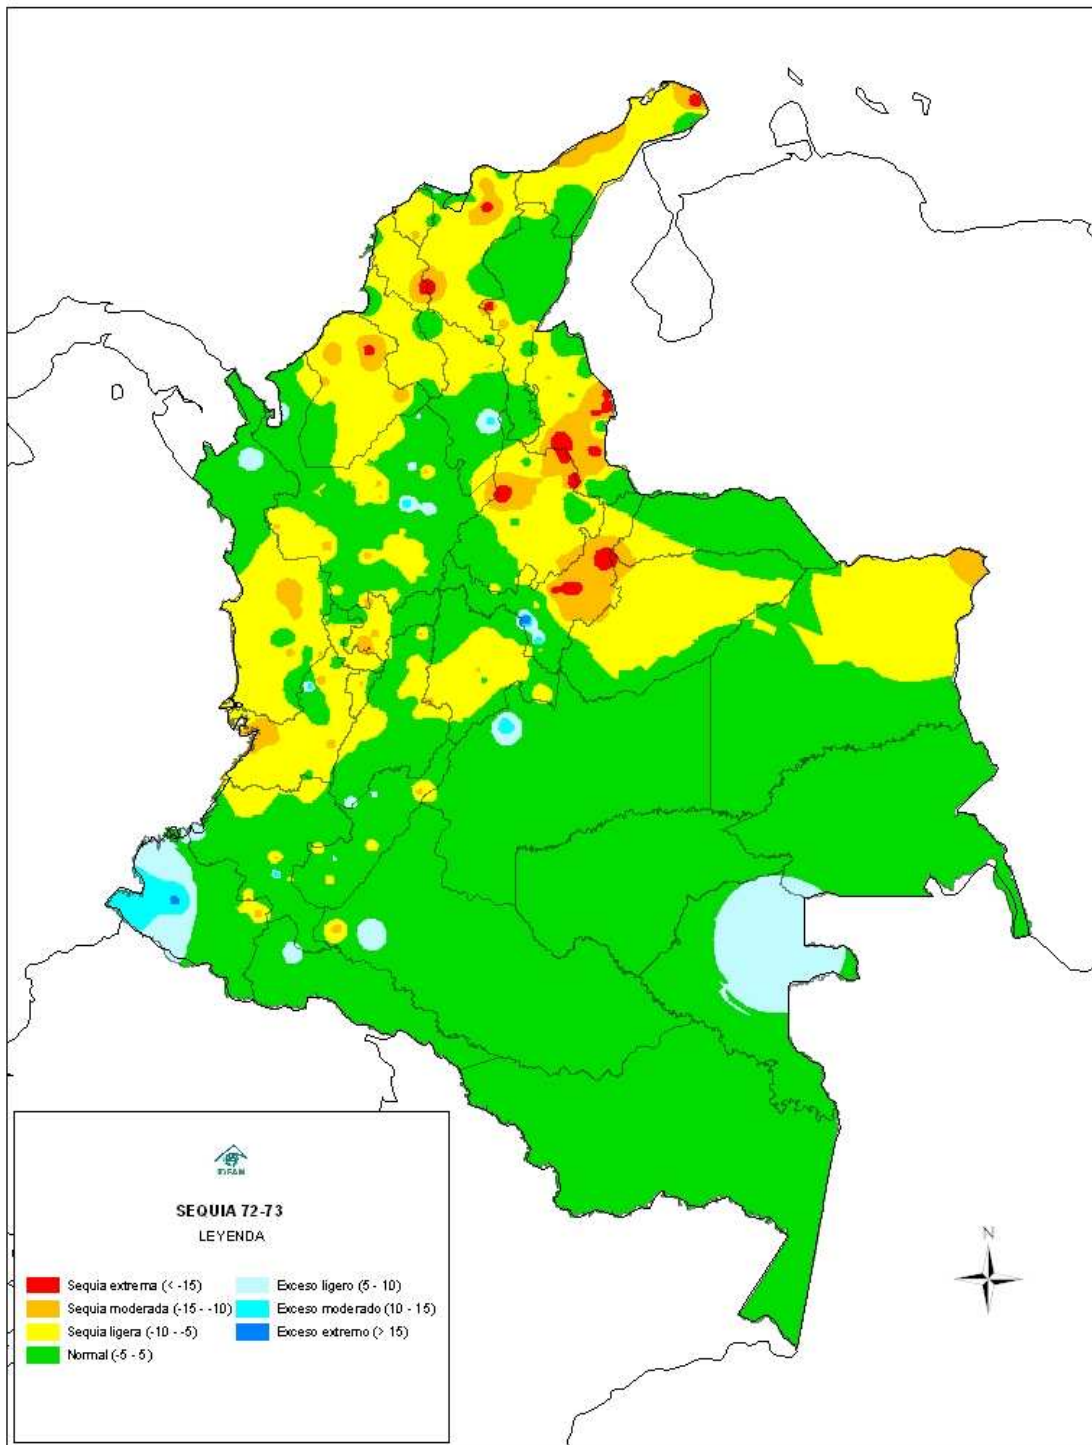 N
IDEAM
SEQUIA 72-73
LEYENDA
Sequia extrema (< -15)
Sequia moderada (-15 - -10)
Sequia ligera (-10 - -5)
Normal (-5 - 5)
Exceso ligero (5 - 10)
Exceso moderado (10 - 15)
Exceso extremo (> 15)